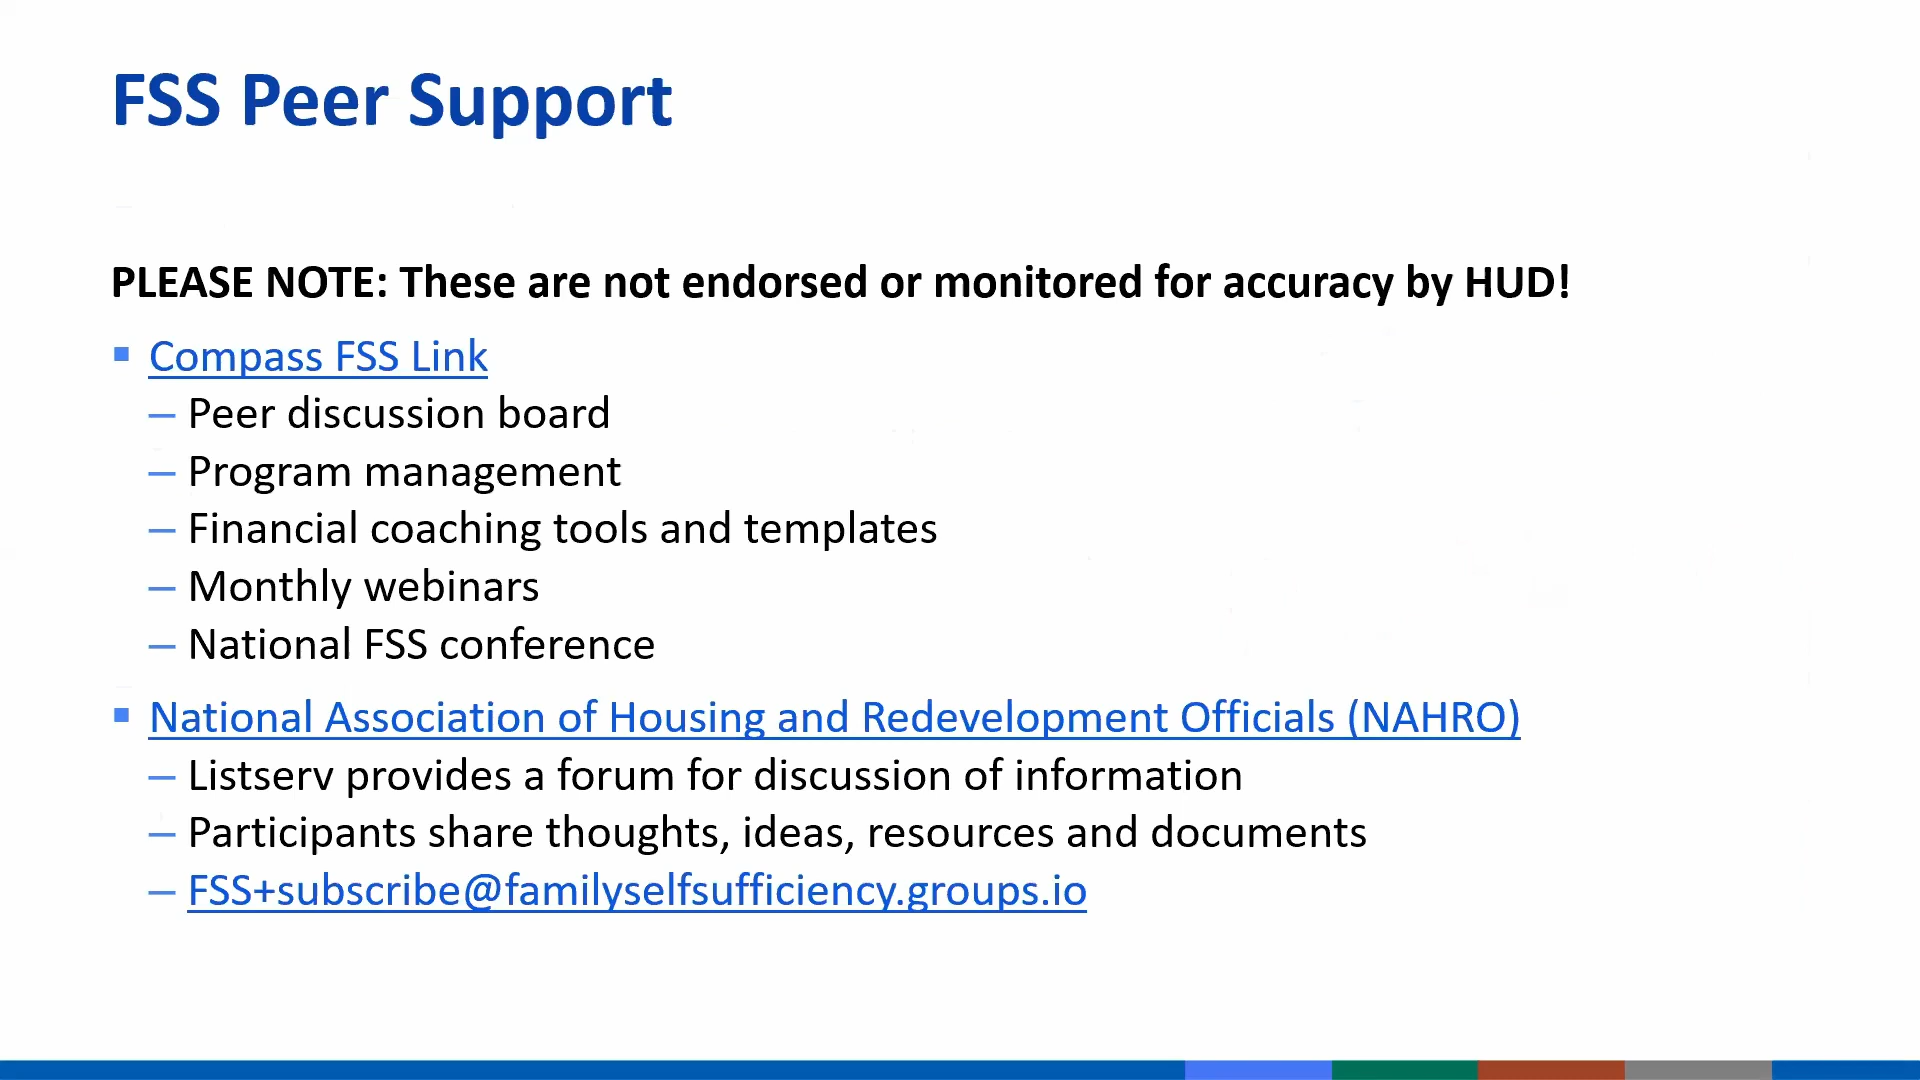 FSS Peer Support
PLEASE NOTE: These are not endorsed or monitored for accuracy by HUD!
▪ Compass FSS Link
– Peer discussion board
– Program management
– Financial coaching tools and templates
– Monthly webinars
– National FSS conference
▪ National Association of Housing and Redevelopment Officials (NAHRO)
– Listserv provides a forum for discussion of information
– Participants share thoughts, ideas, resources and documents
– FSS+subscribe@familyselfsufficiency.groups.io